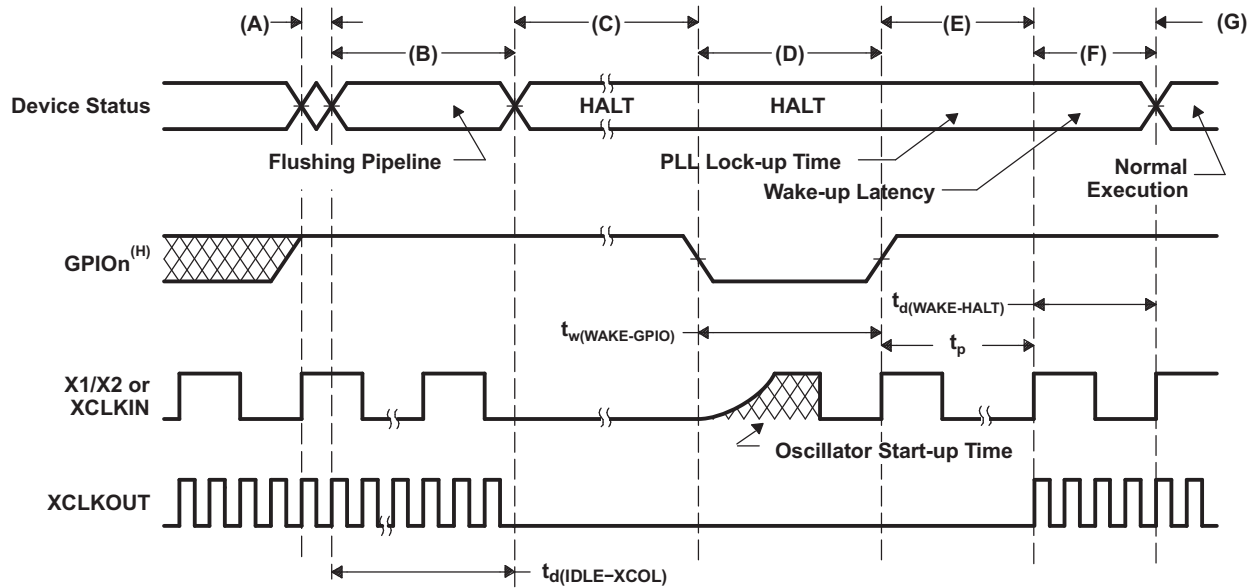 (A)
(C)
(E)
(G)
(B)
(D)
(F)
Device Status
HALT
HALT
Flushing Pipeline
PLL Lock-up Time
Wake-up Latency
Normal
Execution
GPIOn(H)
td(WAKE-HALT)
tw(WAKE-GPIO)
tp
X1/X2 or
XCLKIN
Oscillator Start-up Time
XCLKOUT
td(IDLE−XCOL)